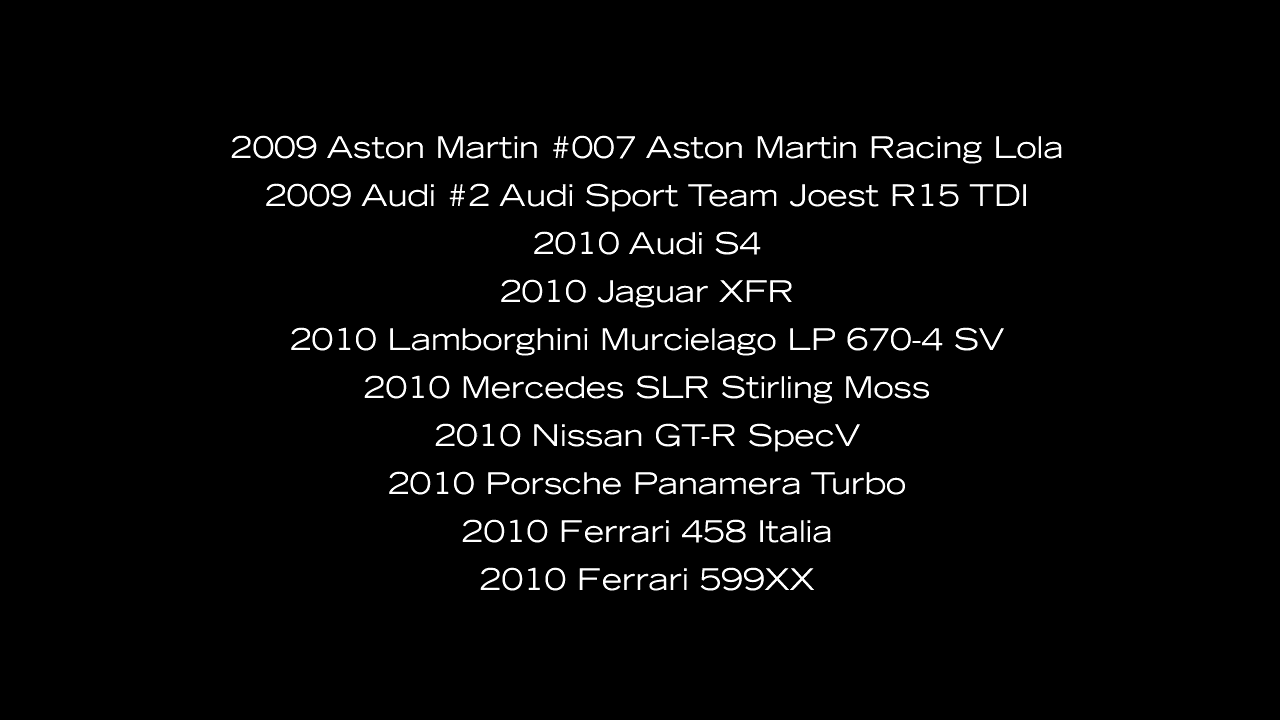 2009 Aston Martin #007 Aston Martin Racing Lola
2009 Audi #2 Audi Sport Team Joest R15 TDI
2010 Audi S4
2010 Jaguar XFR
2010 Lamborghini Murcielago LP 670-4 SV
2010 Mercedes SLR Stirling Moss
2010 Nissan GT-R SpecV
2010 Porsche Panamera Turbo
2010 Ferrari 458 Italia
2010 Ferrari 599XX